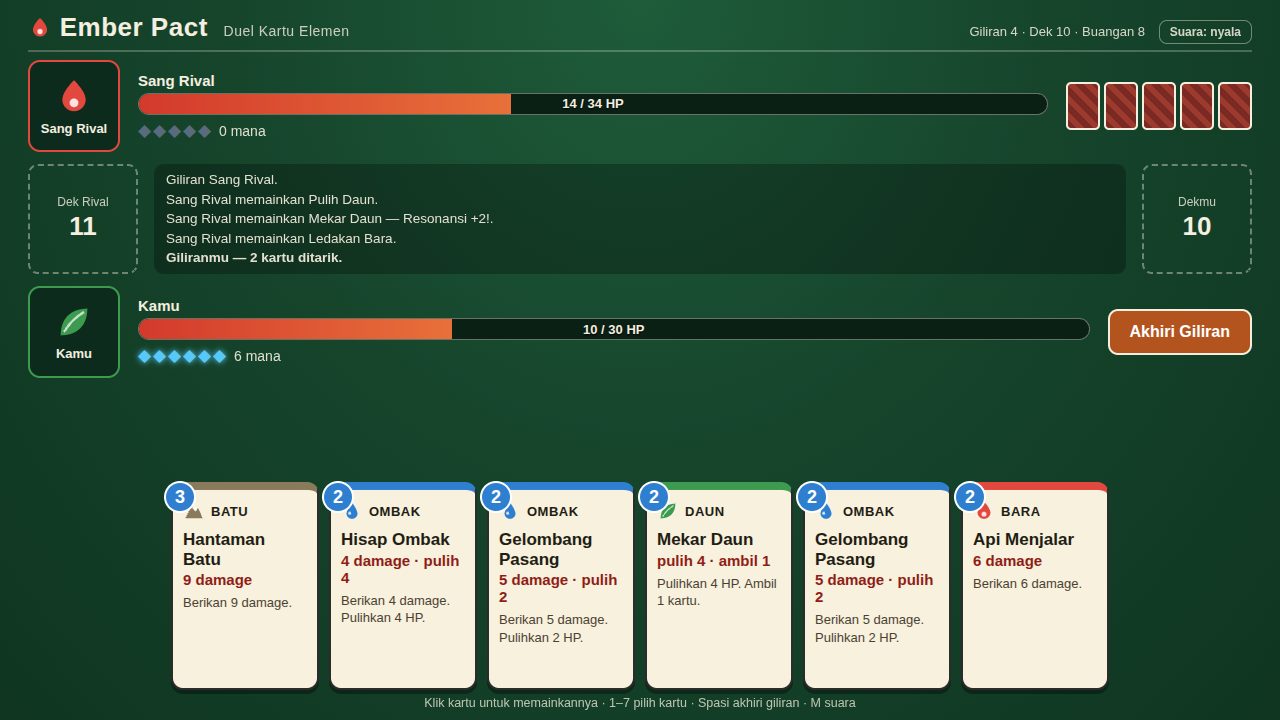 Ember Pact Duel Kartu Elemen Giliran 4 · Dek 10 · Buangan 8 Suara: nyala
Sang Rival
Sang Rival
14 / 34 HP
0 mana
Dek Rival
11
Giliran Sang Rival.
Sang Rival memainkan Pulih Daun.
Sang Rival memainkan Mekar Daun — Resonansi +2!.
Sang Rival memainkan Ledakan Bara.
Giliranmu — 2 kartu ditarik.
Dekmu
10
Kamu
Kamu
10 / 30 HP
6 mana
Akhiri Giliran
3
BATU
Hantaman
Batu
9 damage
Berikan 9 damage.
2
OMBAK
Hisap Ombak
4 damage · pulih
4
Berikan 4 damage.
Pulihkan 4 HP.
2
OMBAK
Gelombang
Pasang
5 damage · pulih
2
Berikan 5 damage.
Pulihkan 2 HP.
2
DAUN
Mekar Daun
pulih 4 · ambil 1
Pulihkan 4 HP. Ambil
1 kartu.
2
OMBAK
Gelombang
Pasang
5 damage · pulih
2
Berikan 5 damage.
Pulihkan 2 HP.
2
BARA
Api Menjalar
6 damage
Berikan 6 damage.
Klik kartu untuk memainkannya · 1–7 pilih kartu · Spasi akhiri giliran · M suara